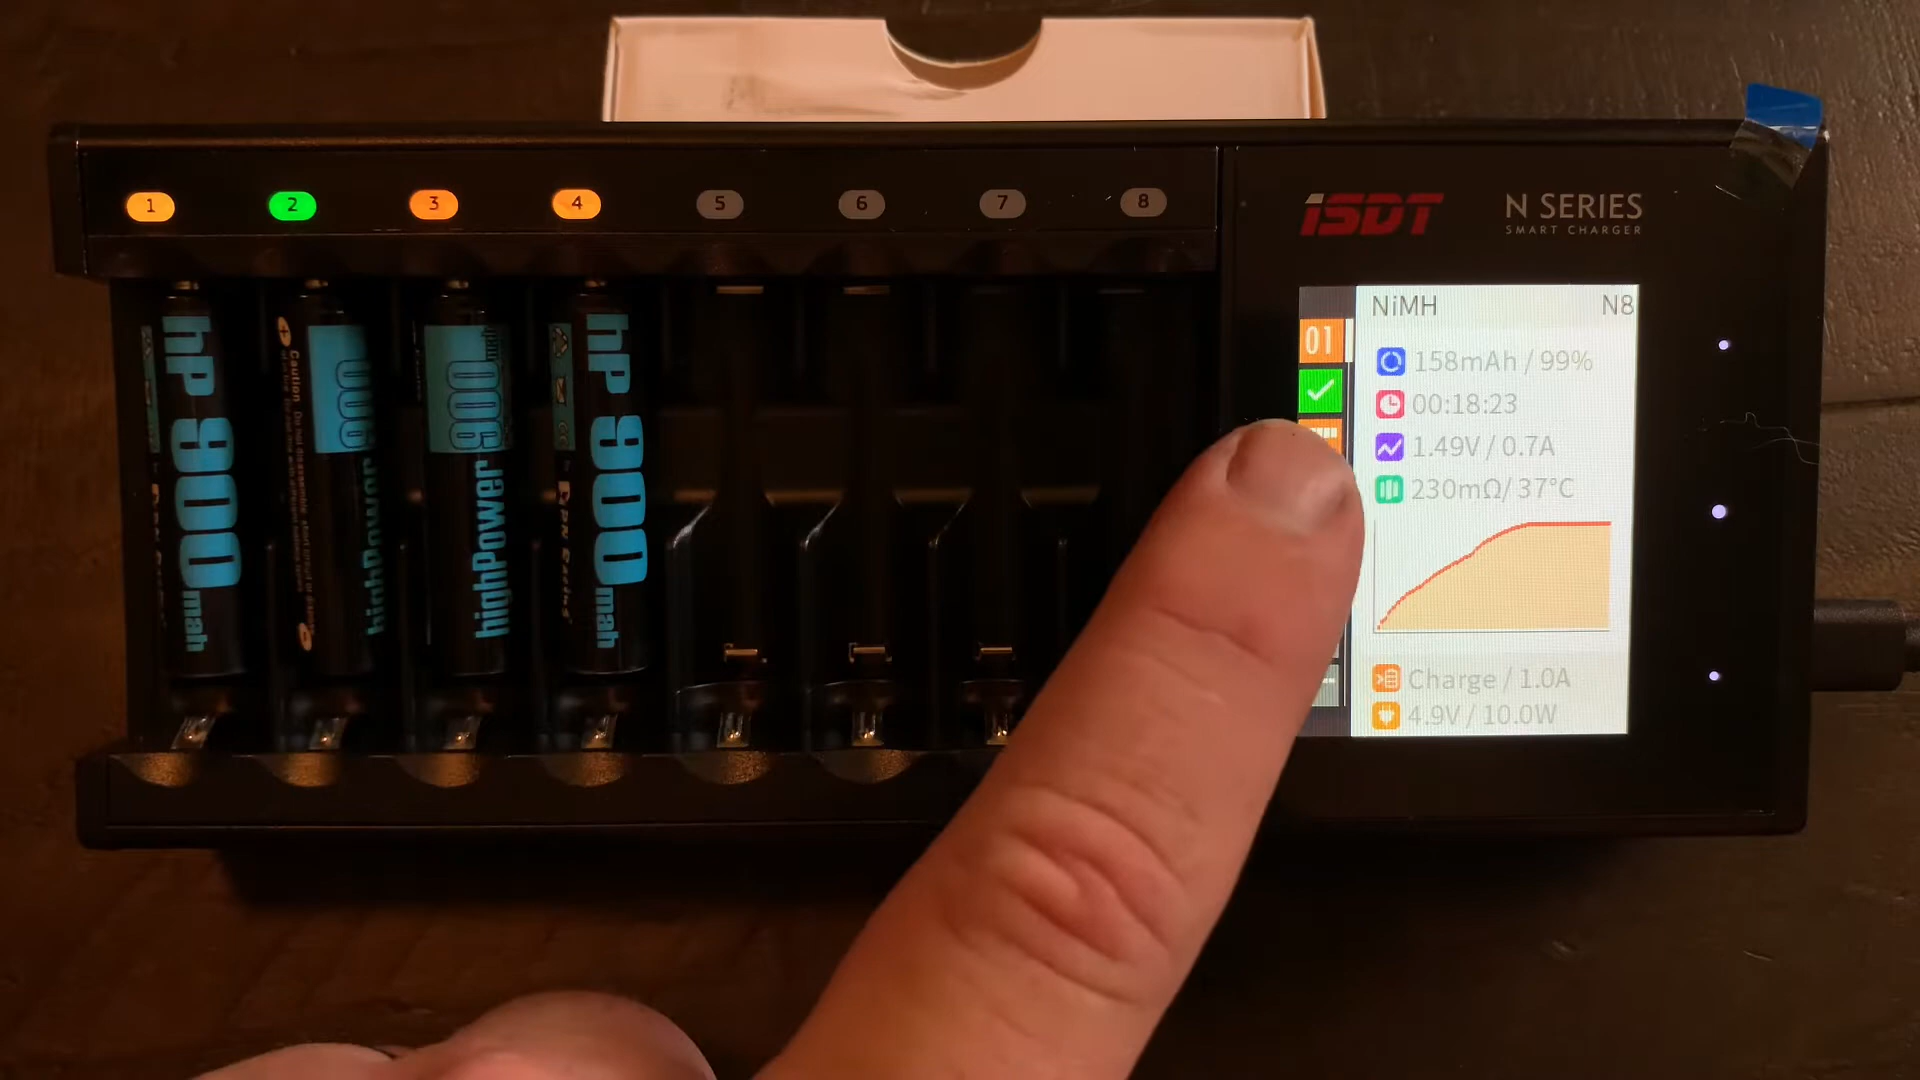 1 2 3 4 5 6 7 8
iSDT
N SERIES
SMART CHARGER
NiMH N8
01
158mAh / 99%
00:18:23
1.49V / 0.7A
230mΩ/ 37°C
Charge / 1.0A
4.9V / 10.0W
hP 900 mah
900
highPower
Caution
900 mah
highPower
hP 900 mah